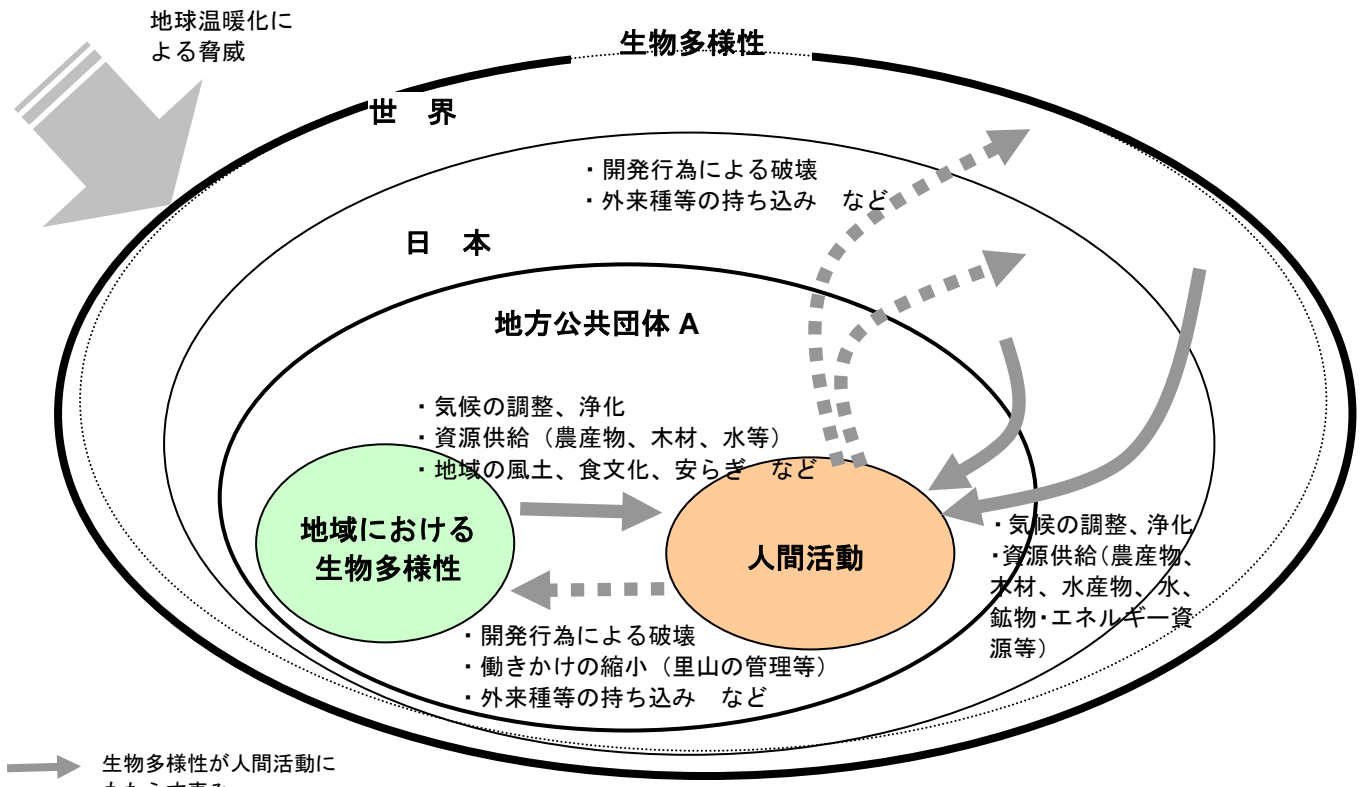 地球温暖化に
よる脅威
生物多様性
世　界
・開発行為による破壊
・外来種等の持ち込み　など
日　本
地方公共団体 A
・気候の調整、浄化
・資源供給（農産物、木材、水等）
・地域の風土、食文化、安らぎ　など
地域における
生物多様性
人間活動
・気候の調整、浄化
・資源供給（農産物、
木材、水産物、水、
鉱物・エネルギー資
源等）
・開発行為による破壊
・働きかけの縮小（里山の管理等）
・外来種等の持ち込み　など
生物多様性が人間活動に